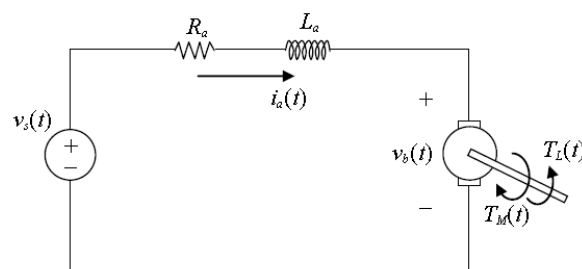 R_a
L_a
i_a(t)
v_s(t)
+
−
+
v_b(t)
−
T_L(t)
T_M(t)